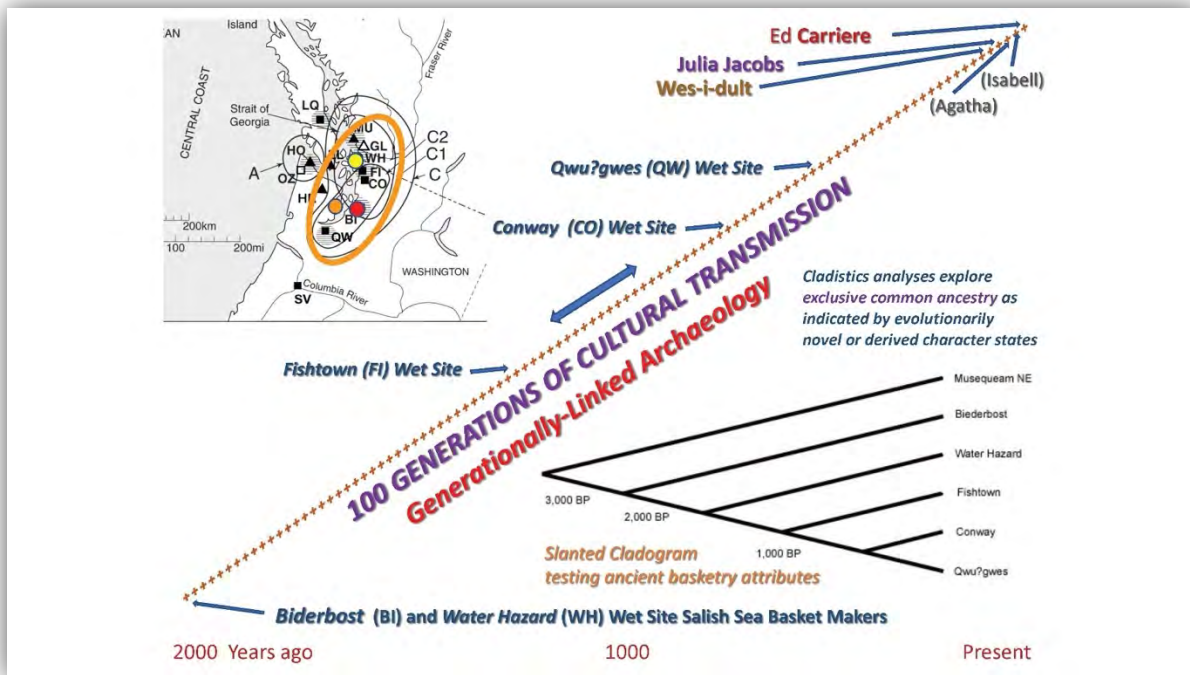 EAN
Island
Fraser River
CENTRAL COAST
Strait of
Georgia
LQ
MU
GL
C2
HO
WH
C1
A
OZ
FI
CO
C
BI
QW
200km
100
200mi
WASHINGTON
Columbia River
SV
Ed Carriere
Julia Jacobs
Wes-i-dult
(Isabell)
(Agatha)
Qwu?gwes (QW) Wet Site
Conway (CO) Wet Site
Fishtown (FI) Wet Site
100 GENERATIONS OF CULTURAL TRANSMISSION
Generationally-Linked Archaeology
Cladistics analyses explore
exclusive common ancestry as
indicated by evolutionarily
novel or derived character states
Musequeam NE
Biederbost
Water Hazard
Fishtown
Conway
Qwu?gwes
3,000 BP
2,000 BP
1,000 BP
Slanted Cladogram
testing ancient basketry attributes
Biderbost (BI) and Water Hazard (WH) Wet Site Salish Sea Basket Makers
2000 Years ago
1000
Present